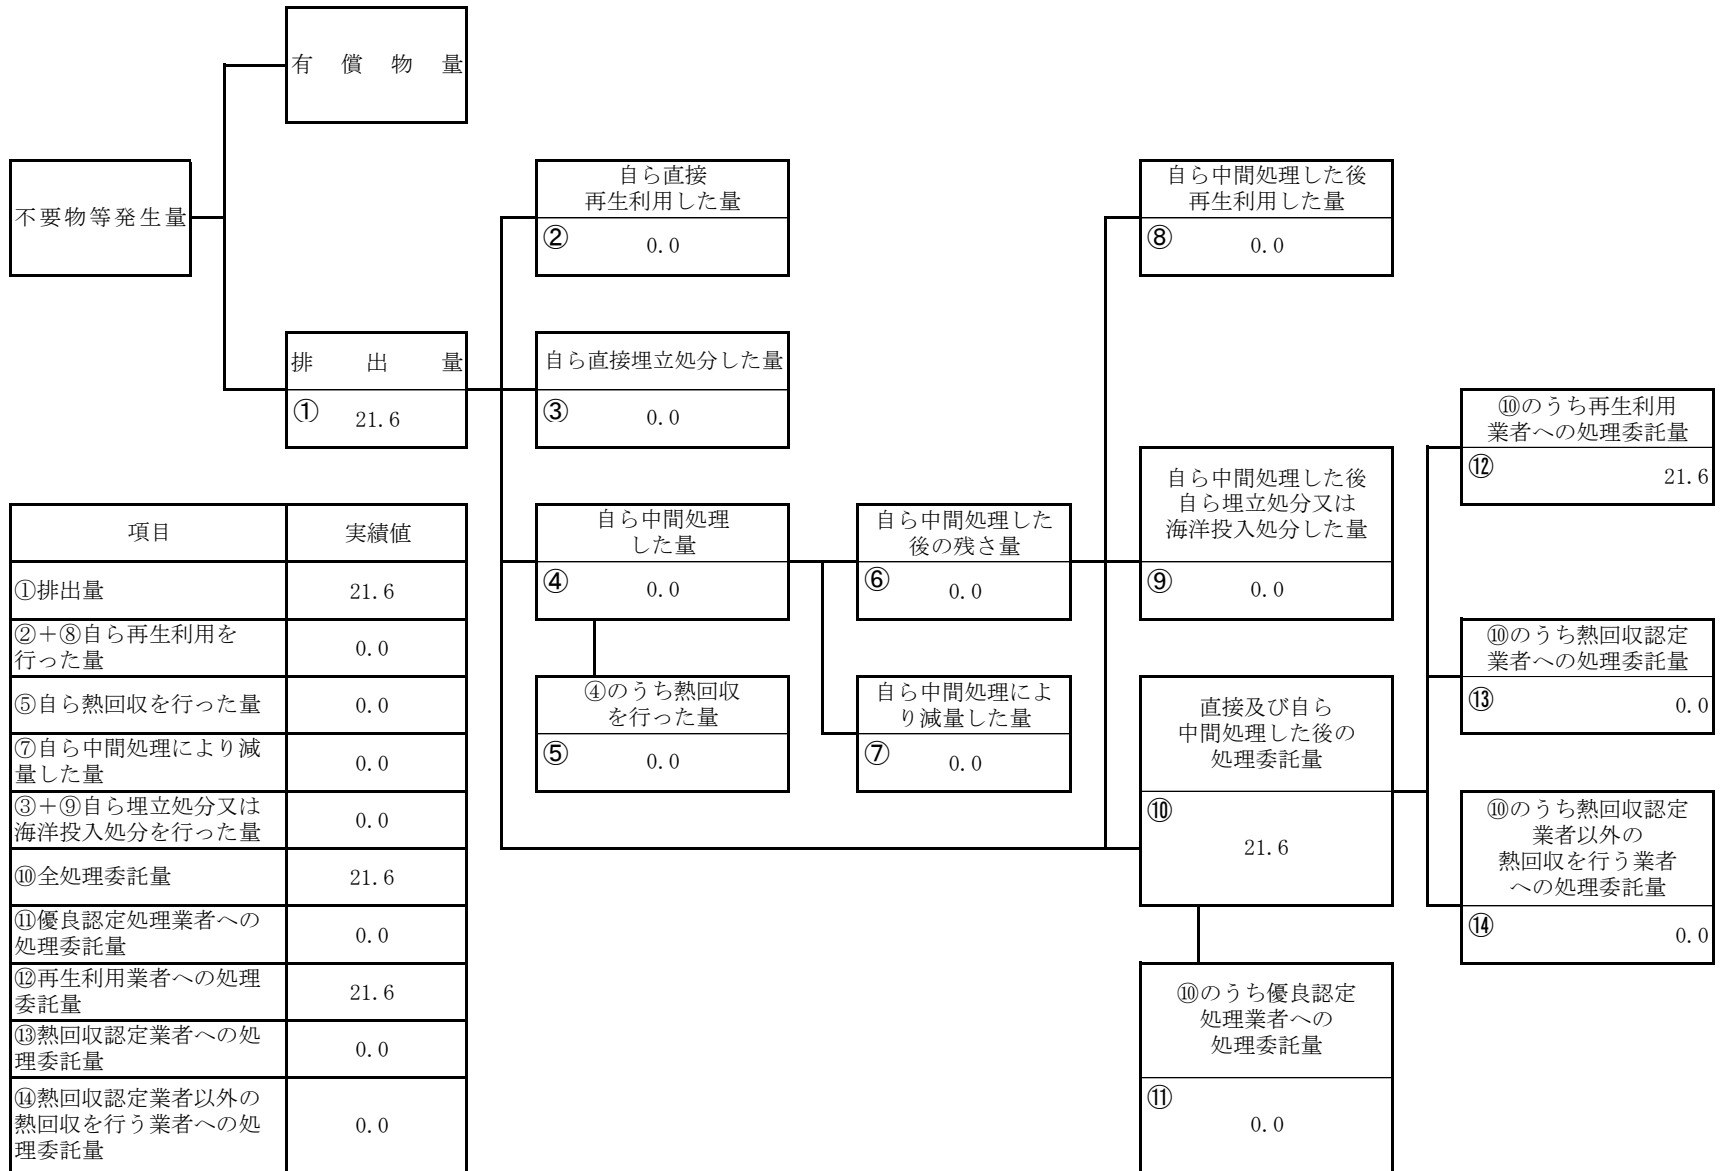 有償物量
不要物等発生量
自ら直接
再生利用した量
② 0.0
自ら中間処理した後
再生利用した量
⑧ 0.0
排出量
① 21.6
自ら直接埋立処分した量
③ 0.0
⑩のうち再生利用
業者への処理委託量
⑫ 21.6
自ら中間処理
した量
④ 0.0
自ら中間処理した
後の残さ量
⑥ 0.0
自ら中間処理した後
自ら埋立処分又は
海洋投入処分した量
⑨ 0.0
⑩のうち熱回収認定
業者への処理委託量
⑬ 0.0
④のうち熱回収
を行った量
⑤ 0.0
自ら中間処理によ
り減量した量
⑦ 0.0
直接及び自ら
中間処理した後の
処理委託量
⑩
21.6
⑩のうち熱回収認定
業者以外の
熱回収を行う業者
への処理委託量
⑭ 0.0
⑩のうち優良認定
処理業者への
処理委託量
⑪
0.0
項目 実績値
①排出量 21.6
②＋⑧自ら再生利用を
行った量 0.0
⑤自ら熱回収を行った量 0.0
⑦自ら中間処理により減
量した量 0.0
③＋⑨自ら埋立処分又は
海洋投入処分を行った量 0.0
⑩全処理委託量 21.6
⑪優良認定処理業者への
処理委託量 0.0
⑫再生利用業者への処理
委託量 21.6
⑬熱回収認定業者への処
理委託量 0.0
⑭熱回収認定業者以外の
熱回収を行う業者への処
理委託量 0.0